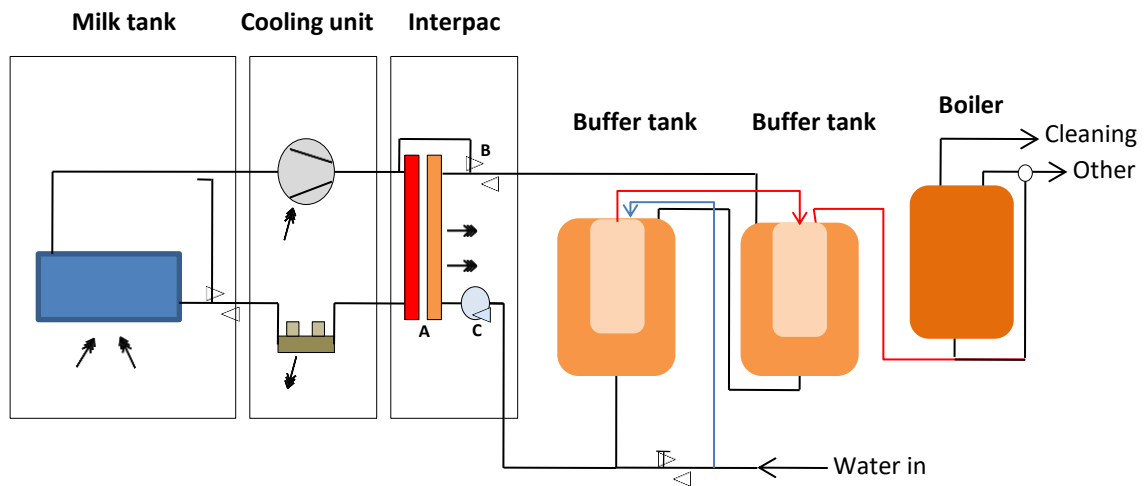 Milk tank
Cooling unit
Interpac
Buffer tank
Buffer tank
Boiler
Cleaning
Other
B
A
C
Water in